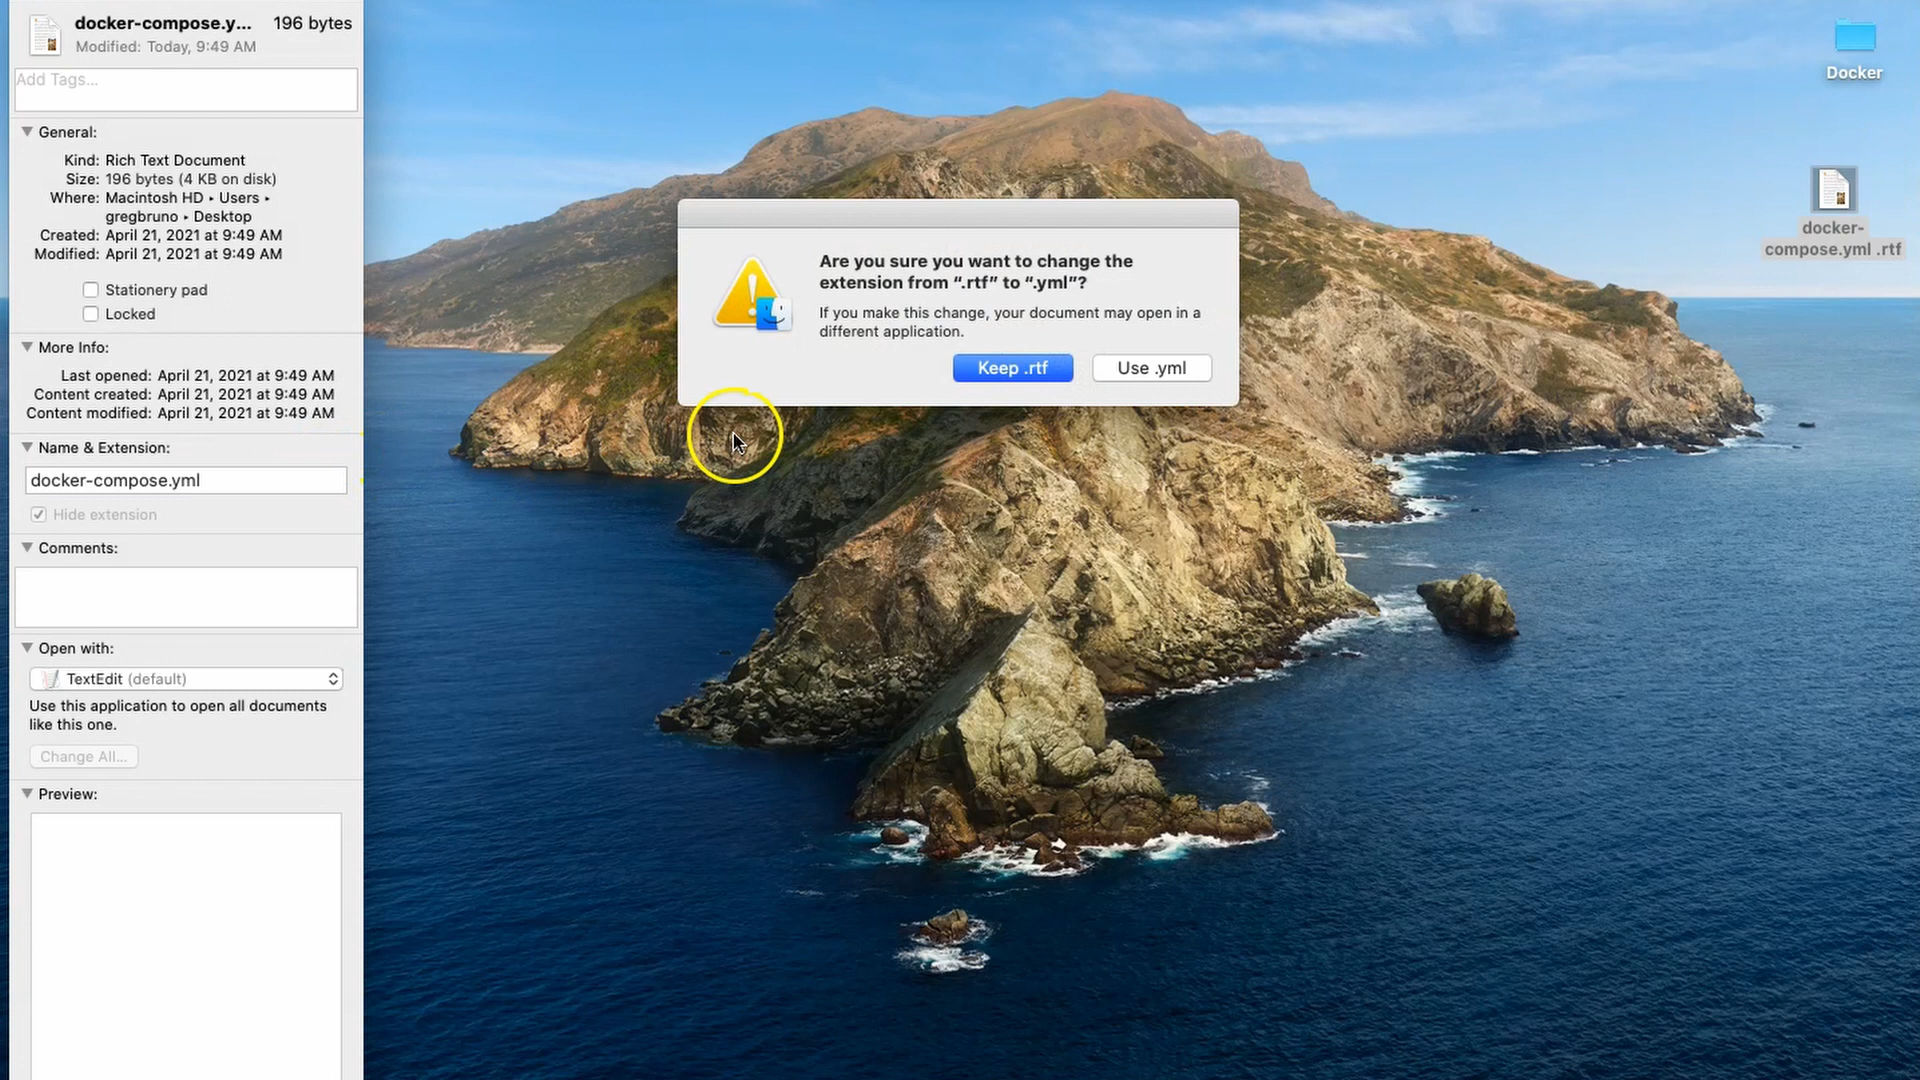 docker-compose.y... 196 bytes
Modified: Today, 9:49 AM
Add Tags...
General:
Kind: Rich Text Document
Size: 196 bytes (4 KB on disk)
Where: Macintosh HD ▸ Users ▸
gregbruno ▸ Desktop
Created: April 21, 2021 at 9:49 AM
Modified: April 21, 2021 at 9:49 AM
Stationery pad
Locked
More Info:
Last opened: April 21, 2021 at 9:49 AM
Content created: April 21, 2021 at 9:49 AM
Content modified: April 21, 2021 at 9:49 AM
Name & Extension:
docker-compose.yml
Hide extension
Comments:
Open with:
TextEdit (default)
Use this application to open all documents
like this one.
Change All...
Preview:
Are you sure you want to change the
extension from “.rtf” to “.yml”?
If you make this change, your document may open in a
different application.
Keep .rtf Use .yml
Docker
docker-
compose.yml .rtf